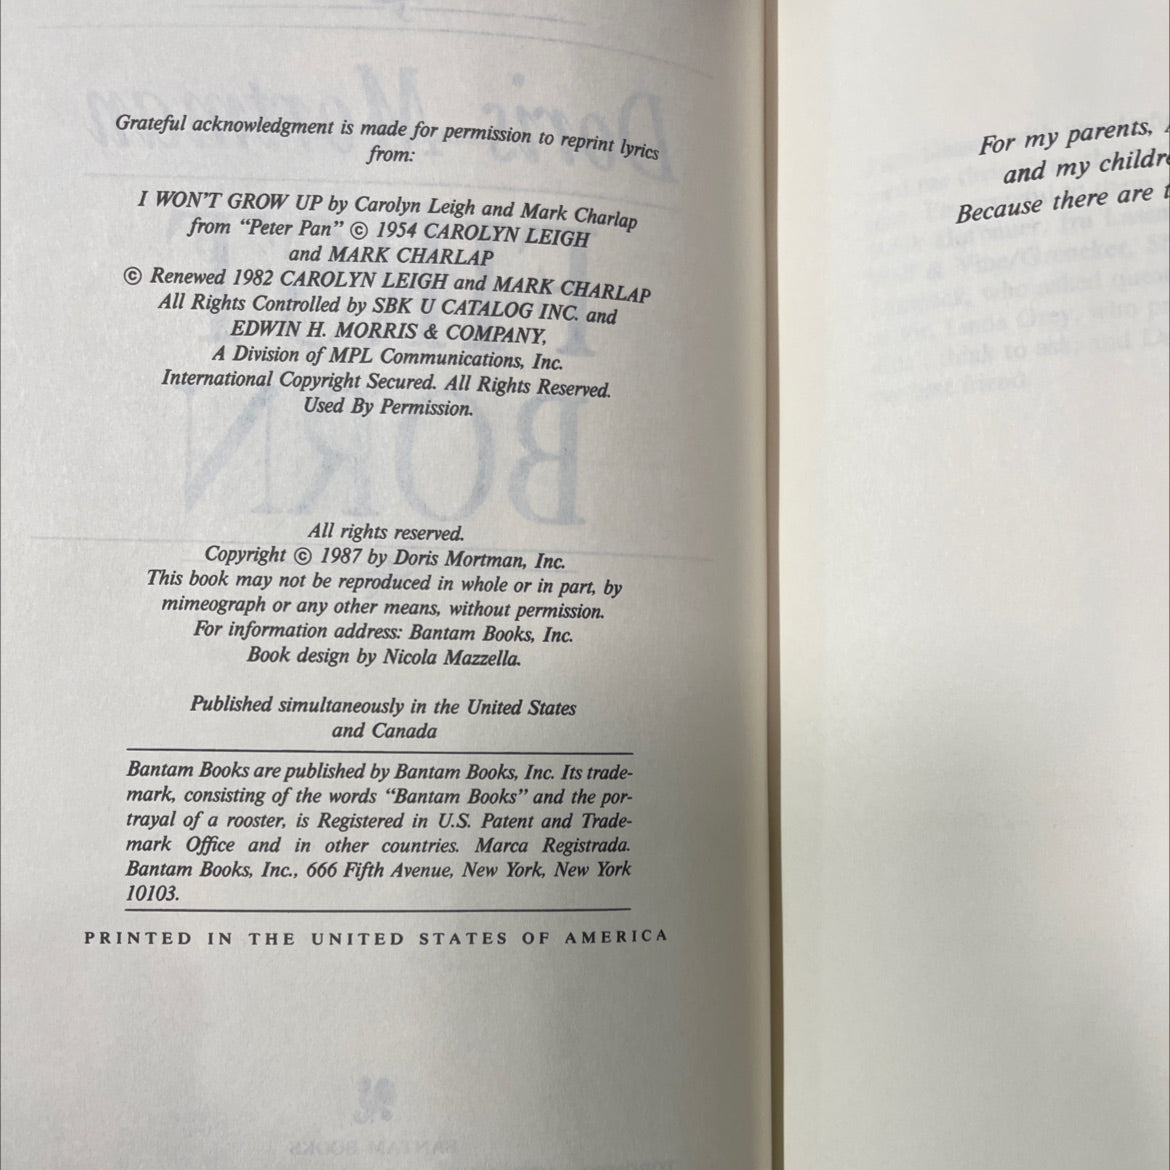 Grateful acknowledgment is made for permission to reprint lyrics
from:
I WON'T GROW UP by Carolyn Leigh and Mark Charlap
from “Peter Pan” © 1954 CAROLYN LEIGH
and MARK CHARLAP
© Renewed 1982 CAROLYN LEIGH and MARK CHARLAP
All Rights Controlled by SBK U CATALOG INC. and
EDWIN H. MORRIS & COMPANY,
A Division of MPL Communications, Inc.
International Copyright Secured. All Rights Reserved.
Used By Permission.
All rights reserved.
Copyright © 1987 by Doris Mortman, Inc.
This book may not be reproduced in whole or in part, by
mimeograph or any other means, without permission.
For information address: Bantam Books, Inc.
Book design by Nicola Mazzella.
Published simultaneously in the United States
and Canada
Bantam Books are published by Bantam Books, Inc. Its trade-
mark, consisting of the words “Bantam Books” and the por-
trayal of a rooster, is Registered in U.S. Patent and Trade-
mark Office and in other countries. Marca Registrada.
Bantam Books, Inc., 666 Fifth Avenue, New York, New York
10103.
PRINTED IN THE UNITED STATES OF AMERICA
For my parents,
and my childre
Because there are t